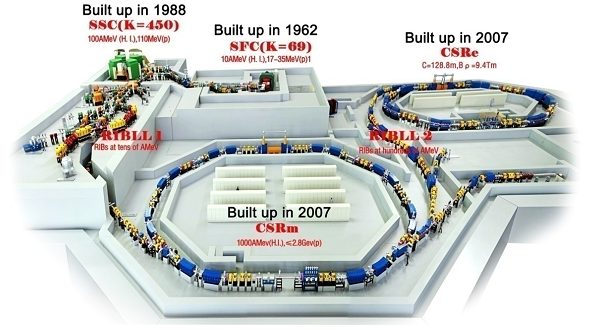 Built up in 1988
SSC(K=450)
100AMeV (H. I.),110MeV(p)
Built up in 1962
SFC(K=69)
10AMeV (H. I.),17~35MeV(p)1
Built up in 2007
CSRe
C=128.8m,B ρ=9.4Tm
RIBLL 1
RIBs at tens of AMeV
RIBLL 2
RIBs at hundreds of AMeV
Built up in 2007
CSRm
1000AMev(H.I.),≤2.8Gev(p)